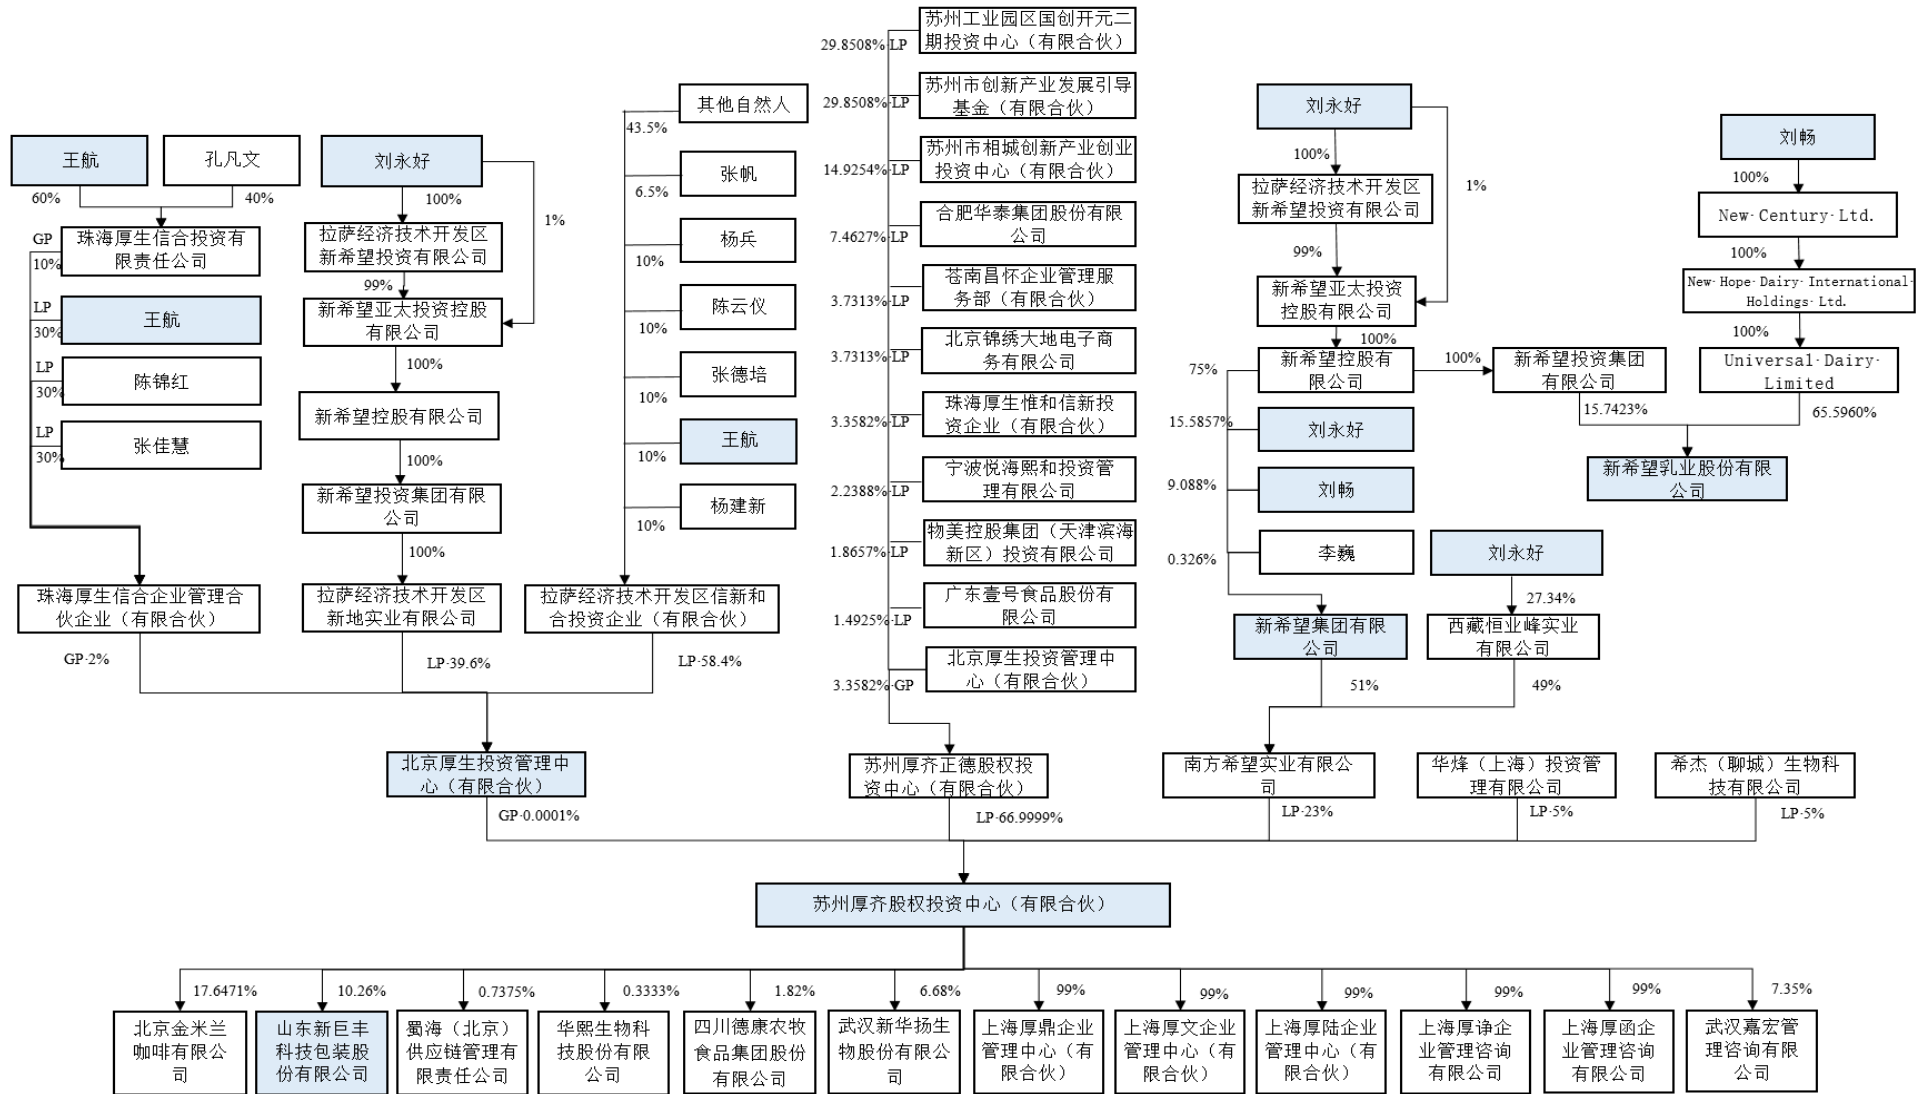 王航
孔凡文
60%
40%
GP
10%
珠海厚生信合投资有
限责任公司
LP
30%
王航
LP
30%
陈锦红
LP
30%
张佳慧
珠海厚生信合企业管理合
伙企业（有限合伙）
GP·2%
刘永好
100%
1%
拉萨经济技术开发区
新希望投资有限公司
99%
新希望亚太投资控股
有限公司
100%
新希望控股有限公司
100%
新希望投资集团有限
公司
100%
拉萨经济技术开发区
新地实业有限公司
LP·39.6%
其他自然人
43.5%
张帆
6.5%
杨兵
10%
陈云仪
10%
张德培
10%
王航
10%
杨建新
10%
拉萨经济技术开发区信新和
合投资企业（有限合伙）
LP·58.4%
苏州工业园区国创开元二
期投资中心（有限合伙）
29.8508%·LP
苏州市创新产业发展引导
基金（有限合伙）
29.8508%·LP
苏州市相城创新产业创业
投资中心（有限合伙）
14.9254%·LP
合肥华泰集团股份有限
公司
7.4627%·LP
苍南昌怀企业管理服
务部（有限合伙）
3.7313%·LP
北京锦绣大地电子商
务有限公司
3.7313%·LP
珠海厚生惟和信新投
资企业（有限合伙）
3.3582%·LP
宁波悦海熙和投资管
理有限公司
2.2388%·LP
物美控股集团（天津滨海
新区）投资有限公司
1.8657%·LP
广东壹号食品股份有
限公司
1.4925%·LP
北京厚生投资管理中
心（有限合伙）
3.3582%·GP
刘永好
100%
1%
拉萨经济技术开发区
新希望投资有限公司
99%
新希望亚太投资
控股有限公司
100%
新希望控股有
限公司
75%
100%
新希望投资集团
有限公司
15.7423%
刘永好
15.5857%
刘畅
9.088%
李巍
0.326%
新希望集团有限
公司
51%
刘永好
27.34%
西藏恒业峰实业
有限公司
49%
刘畅
100%
New·Century·Ltd.
100%
New·Hope·Dairy·International·
Holdings·Ltd.
100%
Universal·Dairy·
Limited
65.5960%
新希望乳业股份有限
公司
北京厚生投资管理中
心（有限合伙）
GP·0.0001%
苏州厚齐正德股权投
资中心（有限合伙）
LP·66.9999%
南方希望实业有限公
司
LP·23%
华烽（上海）投资管
理有限公司
LP·5%
希杰（聊城）生物科
技有限公司
LP·5%
苏州厚齐股权投资中心（有限合伙）
17.6471%
10.26%
0.7375%
0.3333%
1.82%
6.68%
99%
99%
99%
99%
99%
7.35%
北京金米兰
咖啡有限公
司
山东新巨丰
科技包装股
份有限公司
蜀海（北京）
供应链管理有
限责任公司
华熙生物科
技股份有限
公司
四川德康农牧
食品集团股份
有限公司
武汉新华扬生
物股份有限公
司
上海厚鼎企业
管理中心（有
限合伙）
上海厚文企业
管理中心（有
限合伙）
上海厚陆企业
管理中心（有
限合伙）
上海厚诤企
业管理咨询
有限公司
上海厚函企
业管理咨询
有限公司
武汉嘉宏管
理咨询有限
公司